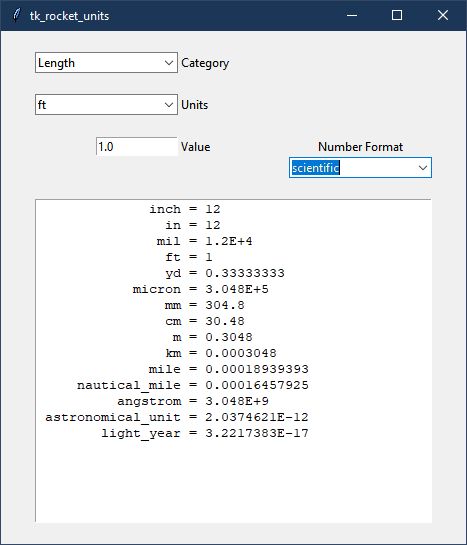 tk_rocket_units
Length Category
ft Units
1.0 Value
Number Format
scientific
inch = 12
in = 12
mil = 1.2E+4
ft = 1
yd = 0.33333333
micron = 3.048E+5
mm = 304.8
cm = 30.48
m = 0.3048
km = 0.0003048
mile = 0.00018939393
nautical_mile = 0.00016457925
angstrom = 3.048E+9
astronomical_unit = 2.0374621E-12
light_year = 3.2217383E-17